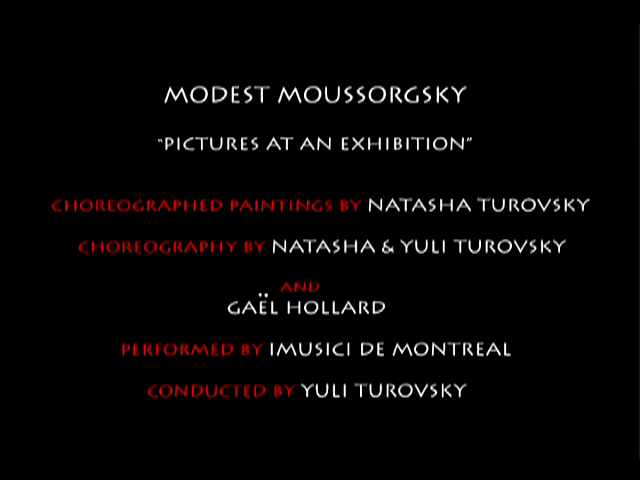 MODEST MOUSSORGSKY
"PICTURES AT AN EXHIBITION"
CHOREOGRAPHED PAINTINGS BY NATASHA TUROVSKY
CHOREOGRAPHY BY NATASHA & YULI TUROVSKY
AND
GAËL HOLLARD
PERFORMED BY IMUSICI DE MONTREAL
CONDUCTED BY YULI TUROVSKY